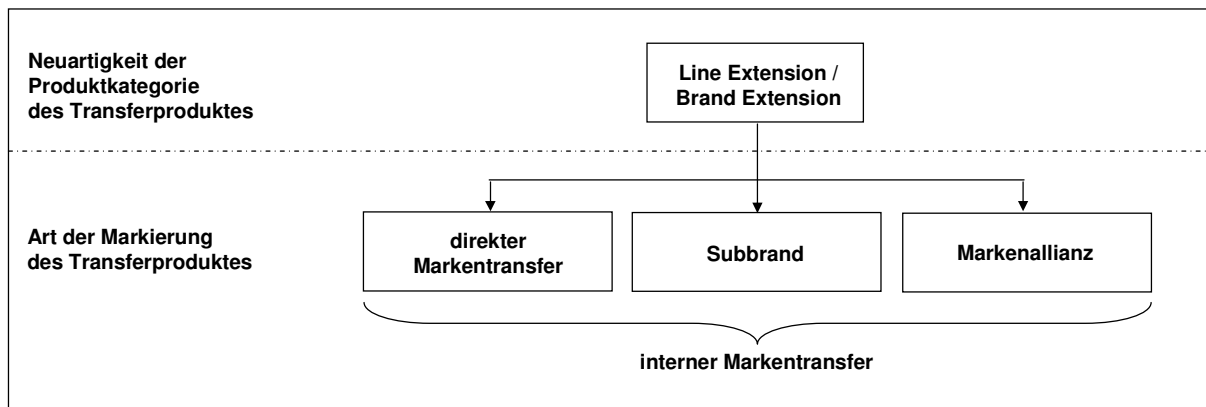 Neuartigkeit der
Produktkategorie
des Transferproduktes
Line Extension /
Brand Extension
Art der Markierung
des Transferproduktes
direkter
Markentransfer
Subbrand
Markenallianz
interner Markentransfer